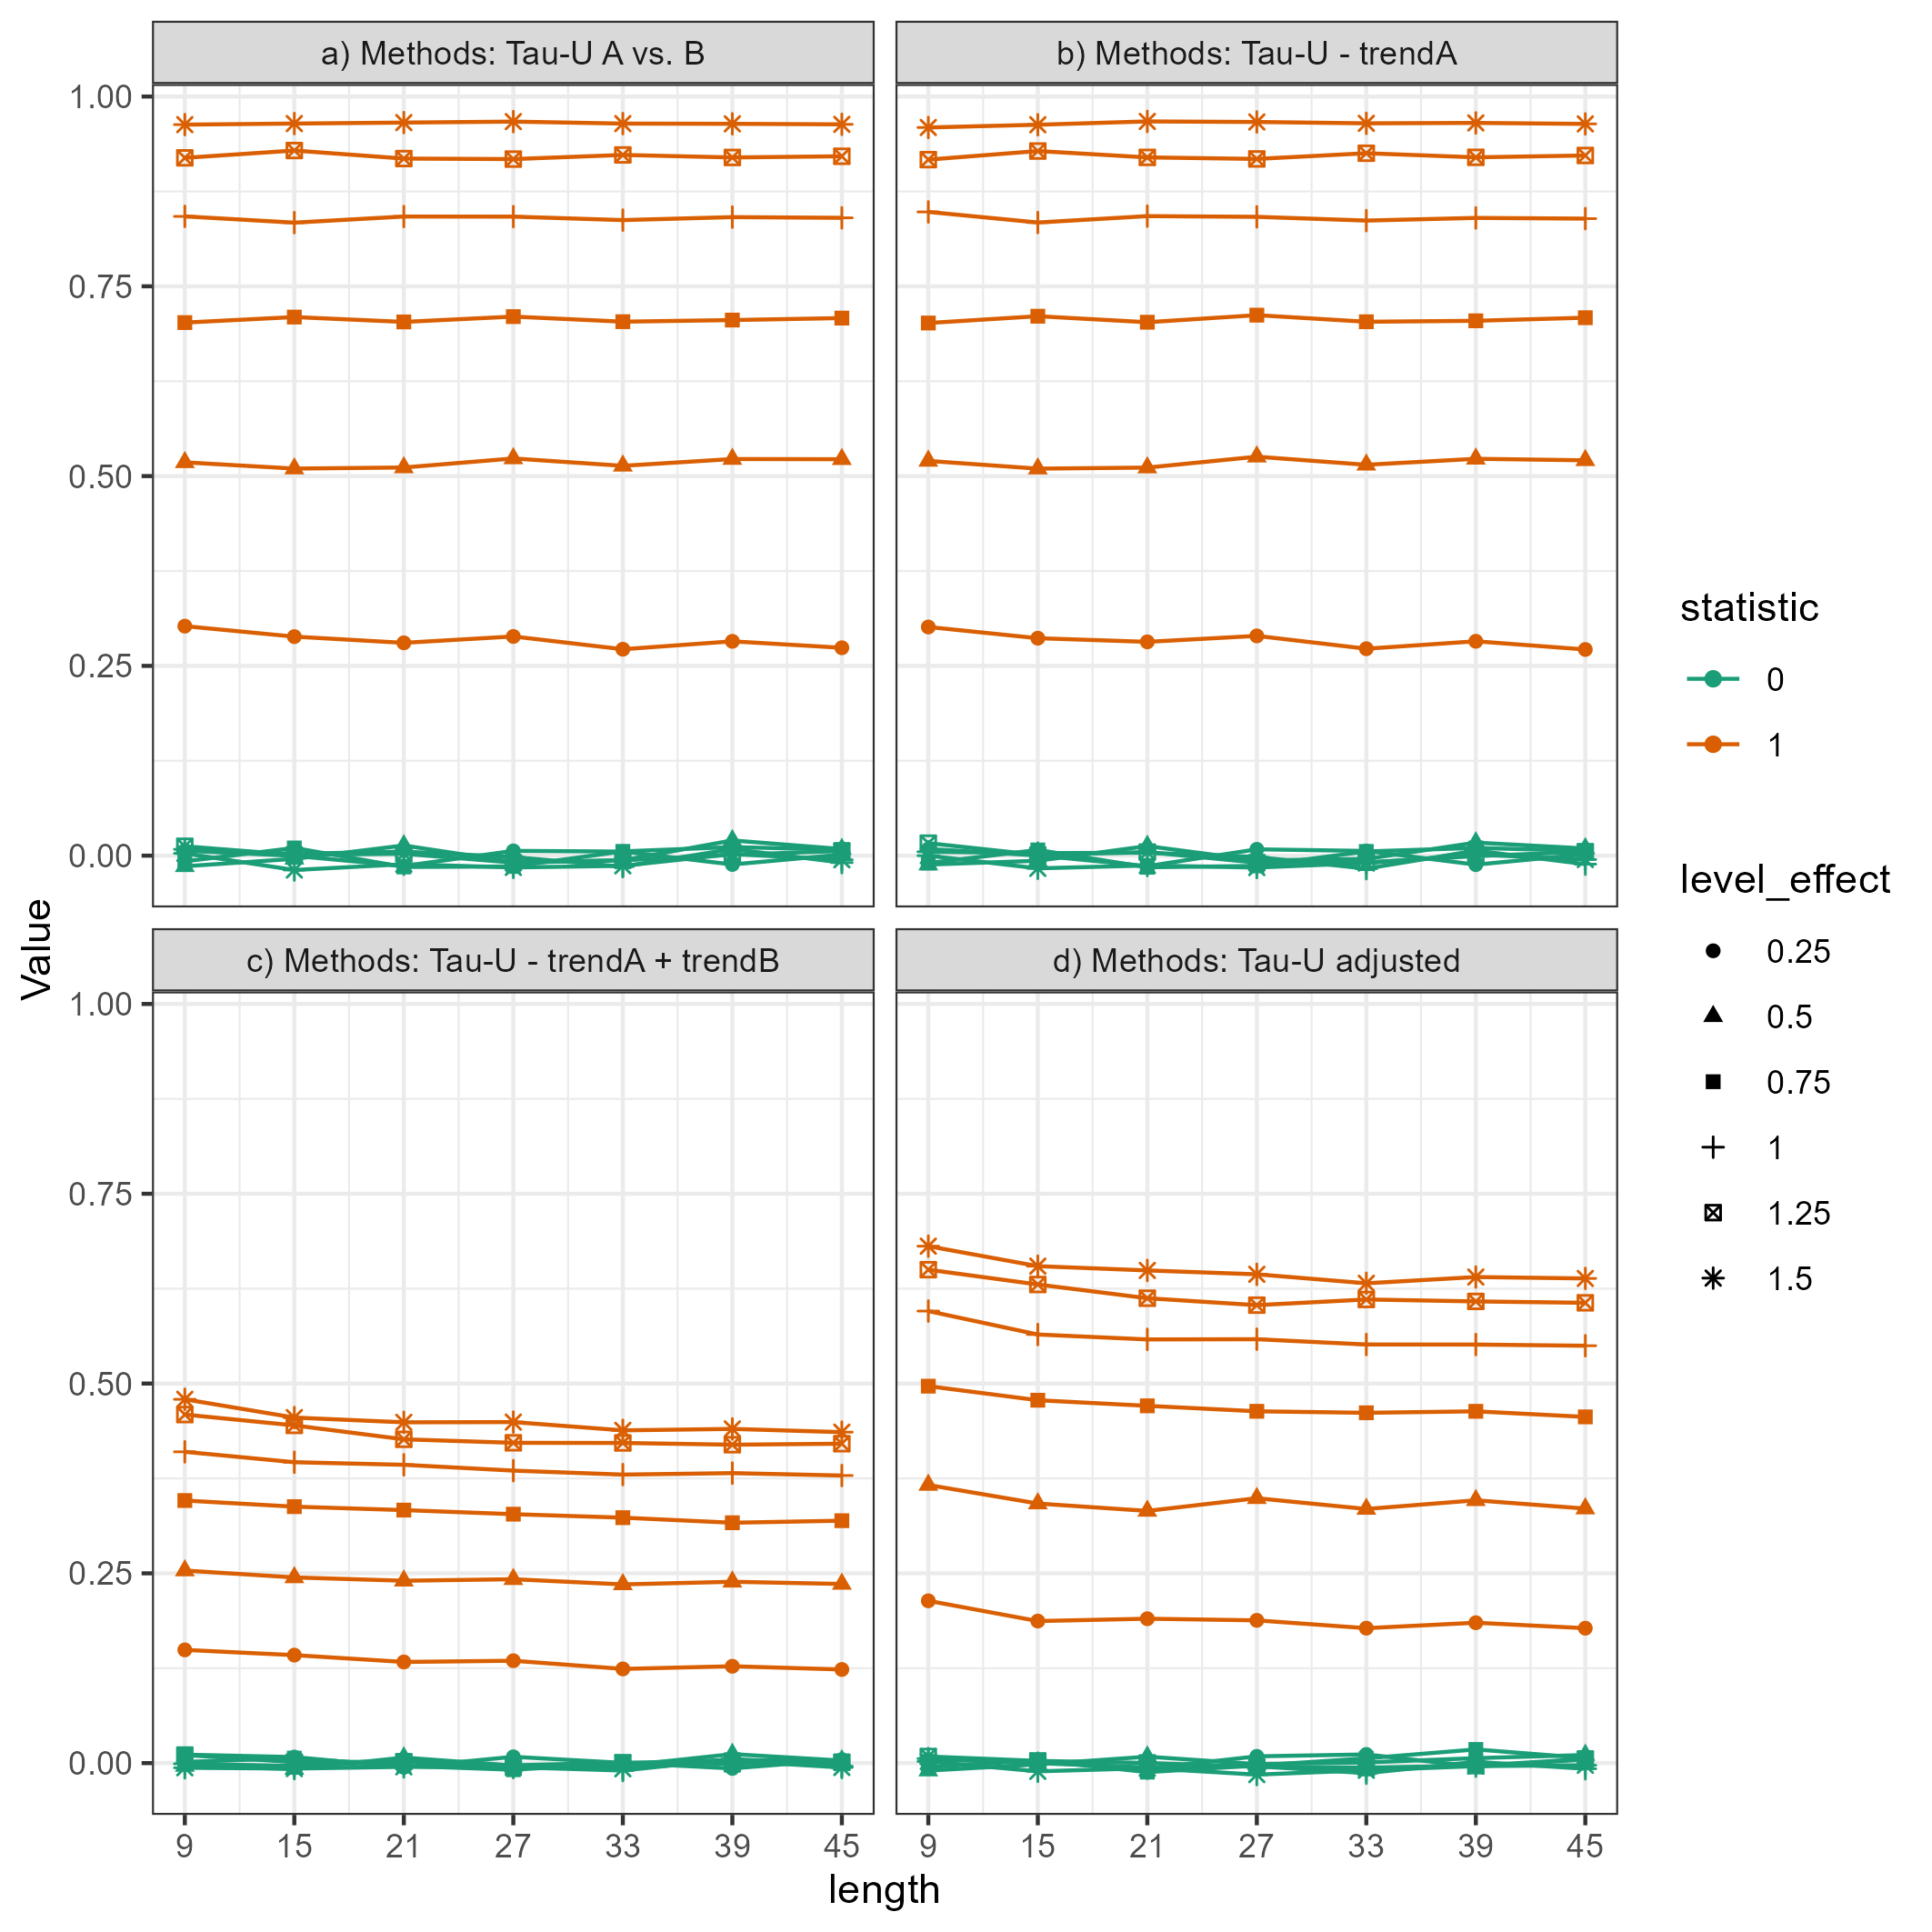 a) Methods: Tau-U A vs. B
b) Methods: Tau-U - trendA
1.00
0.75
0.50
0.25
0.00
Value
c) Methods: Tau-U - trendA + trendB
d) Methods: Tau-U adjusted
1.00
0.75
0.50
0.25
0.00
9 15 21 27 33 39 45
9 15 21 27 33 39 45
length
statistic
0
1
level_effect
0.25
0.5
0.75
1
1.25
1.5